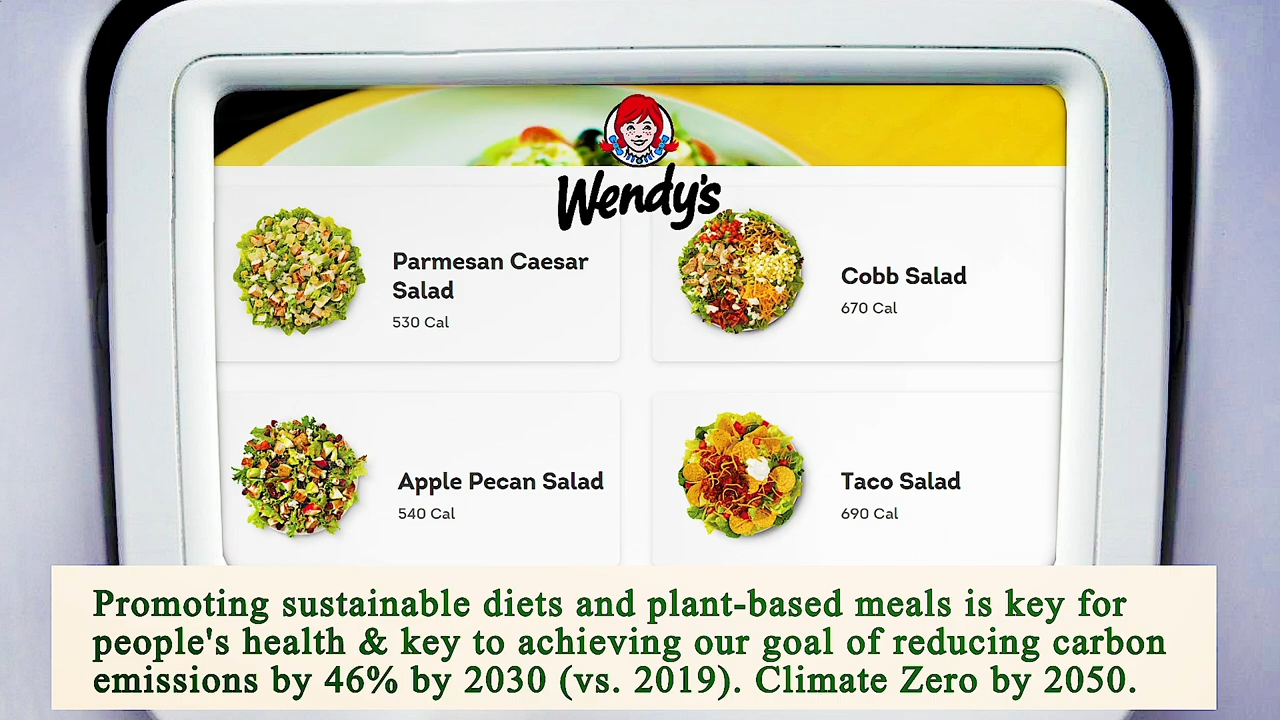 Wendy's
Parmesan Caesar
Salad
530 Cal
Cobb Salad
670 Cal
Apple Pecan Salad
540 Cal
Taco Salad
690 Cal
Promoting sustainable diets and plant-based meals is key for
people's health & key to achieving our goal of reducing carbon
emissions by 46% by 2030 (vs. 2019). Climate Zero by 2050.